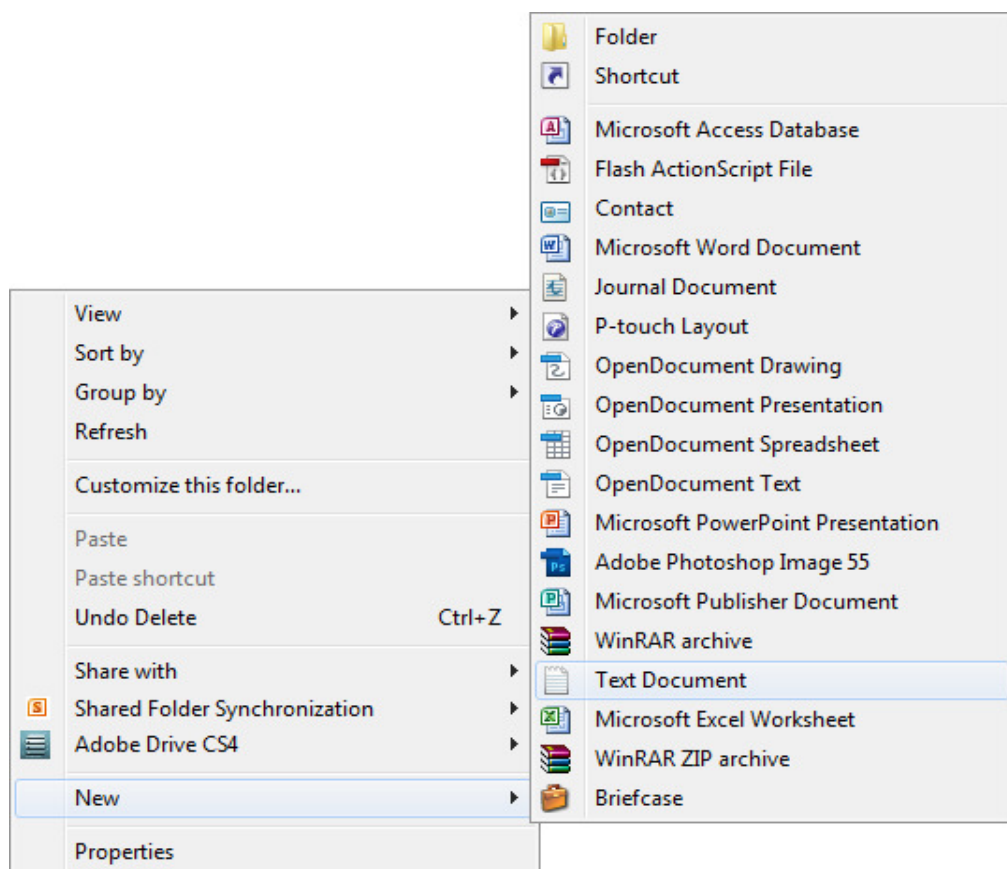 Folder
Shortcut
Microsoft Access Database
Flash ActionScript File
Contact
Microsoft Word Document
Journal Document
P-touch Layout
OpenDocument Drawing
OpenDocument Presentation
OpenDocument Spreadsheet
OpenDocument Text
Microsoft PowerPoint Presentation
Adobe Photoshop Image 55
Microsoft Publisher Document
WinRAR archive
Text Document
Microsoft Excel Worksheet
WinRAR ZIP archive
Briefcase
View
Sort by
Group by
Refresh
Customize this folder...
Paste
Paste shortcut
Undo Delete Ctrl+Z
Share with
Shared Folder Synchronization
Adobe Drive CS4
New
Properties